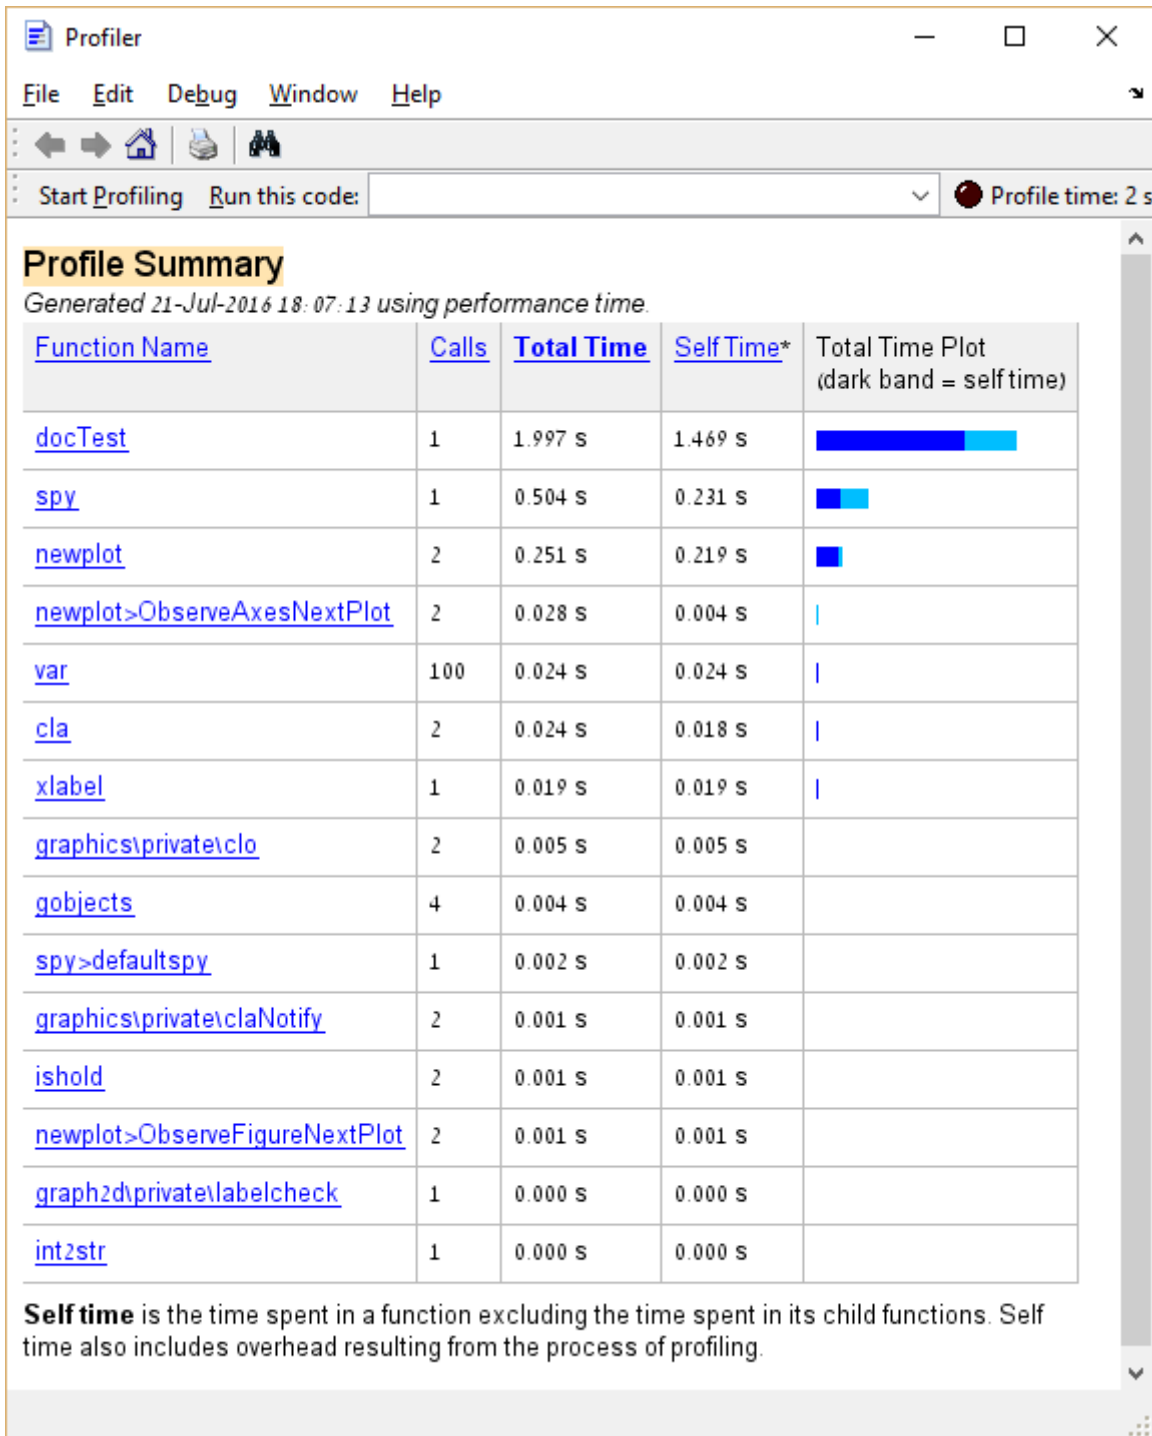 Profiler
File Edit Debug Window Help
Start Profiling Run this code: Profile time: 2 s
Profile Summary
Generated 21-Jul-2016 18:07:13 using performance time.
Function Name Calls Total Time Self Time* Total Time Plot
(dark band = self time)
docTest 1 1.997 s 1.469 s
spy 1 0.504 s 0.231 s
newplot 2 0.251 s 0.219 s
newplot>ObserveAxesNextPlot 2 0.028 s 0.004 s
var 100 0.024 s 0.024 s
cla 2 0.024 s 0.018 s
xlabel 1 0.019 s 0.019 s
graphics\private\clo 2 0.005 s 0.005 s
gobjects 4 0.004 s 0.004 s
spy>defaultspy 1 0.002 s 0.002 s
graphics\private\claNotify 2 0.001 s 0.001 s
ishold 2 0.001 s 0.001 s
newplot>ObserveFigureNextPlot 2 0.001 s 0.001 s
graph2d\private\labelcheck 1 0.000 s 0.000 s
int2str 1 0.000 s 0.000 s
Self time is the time spent in a function excluding the time spent in its child functions. Self
time also includes overhead resulting from the process of profiling.